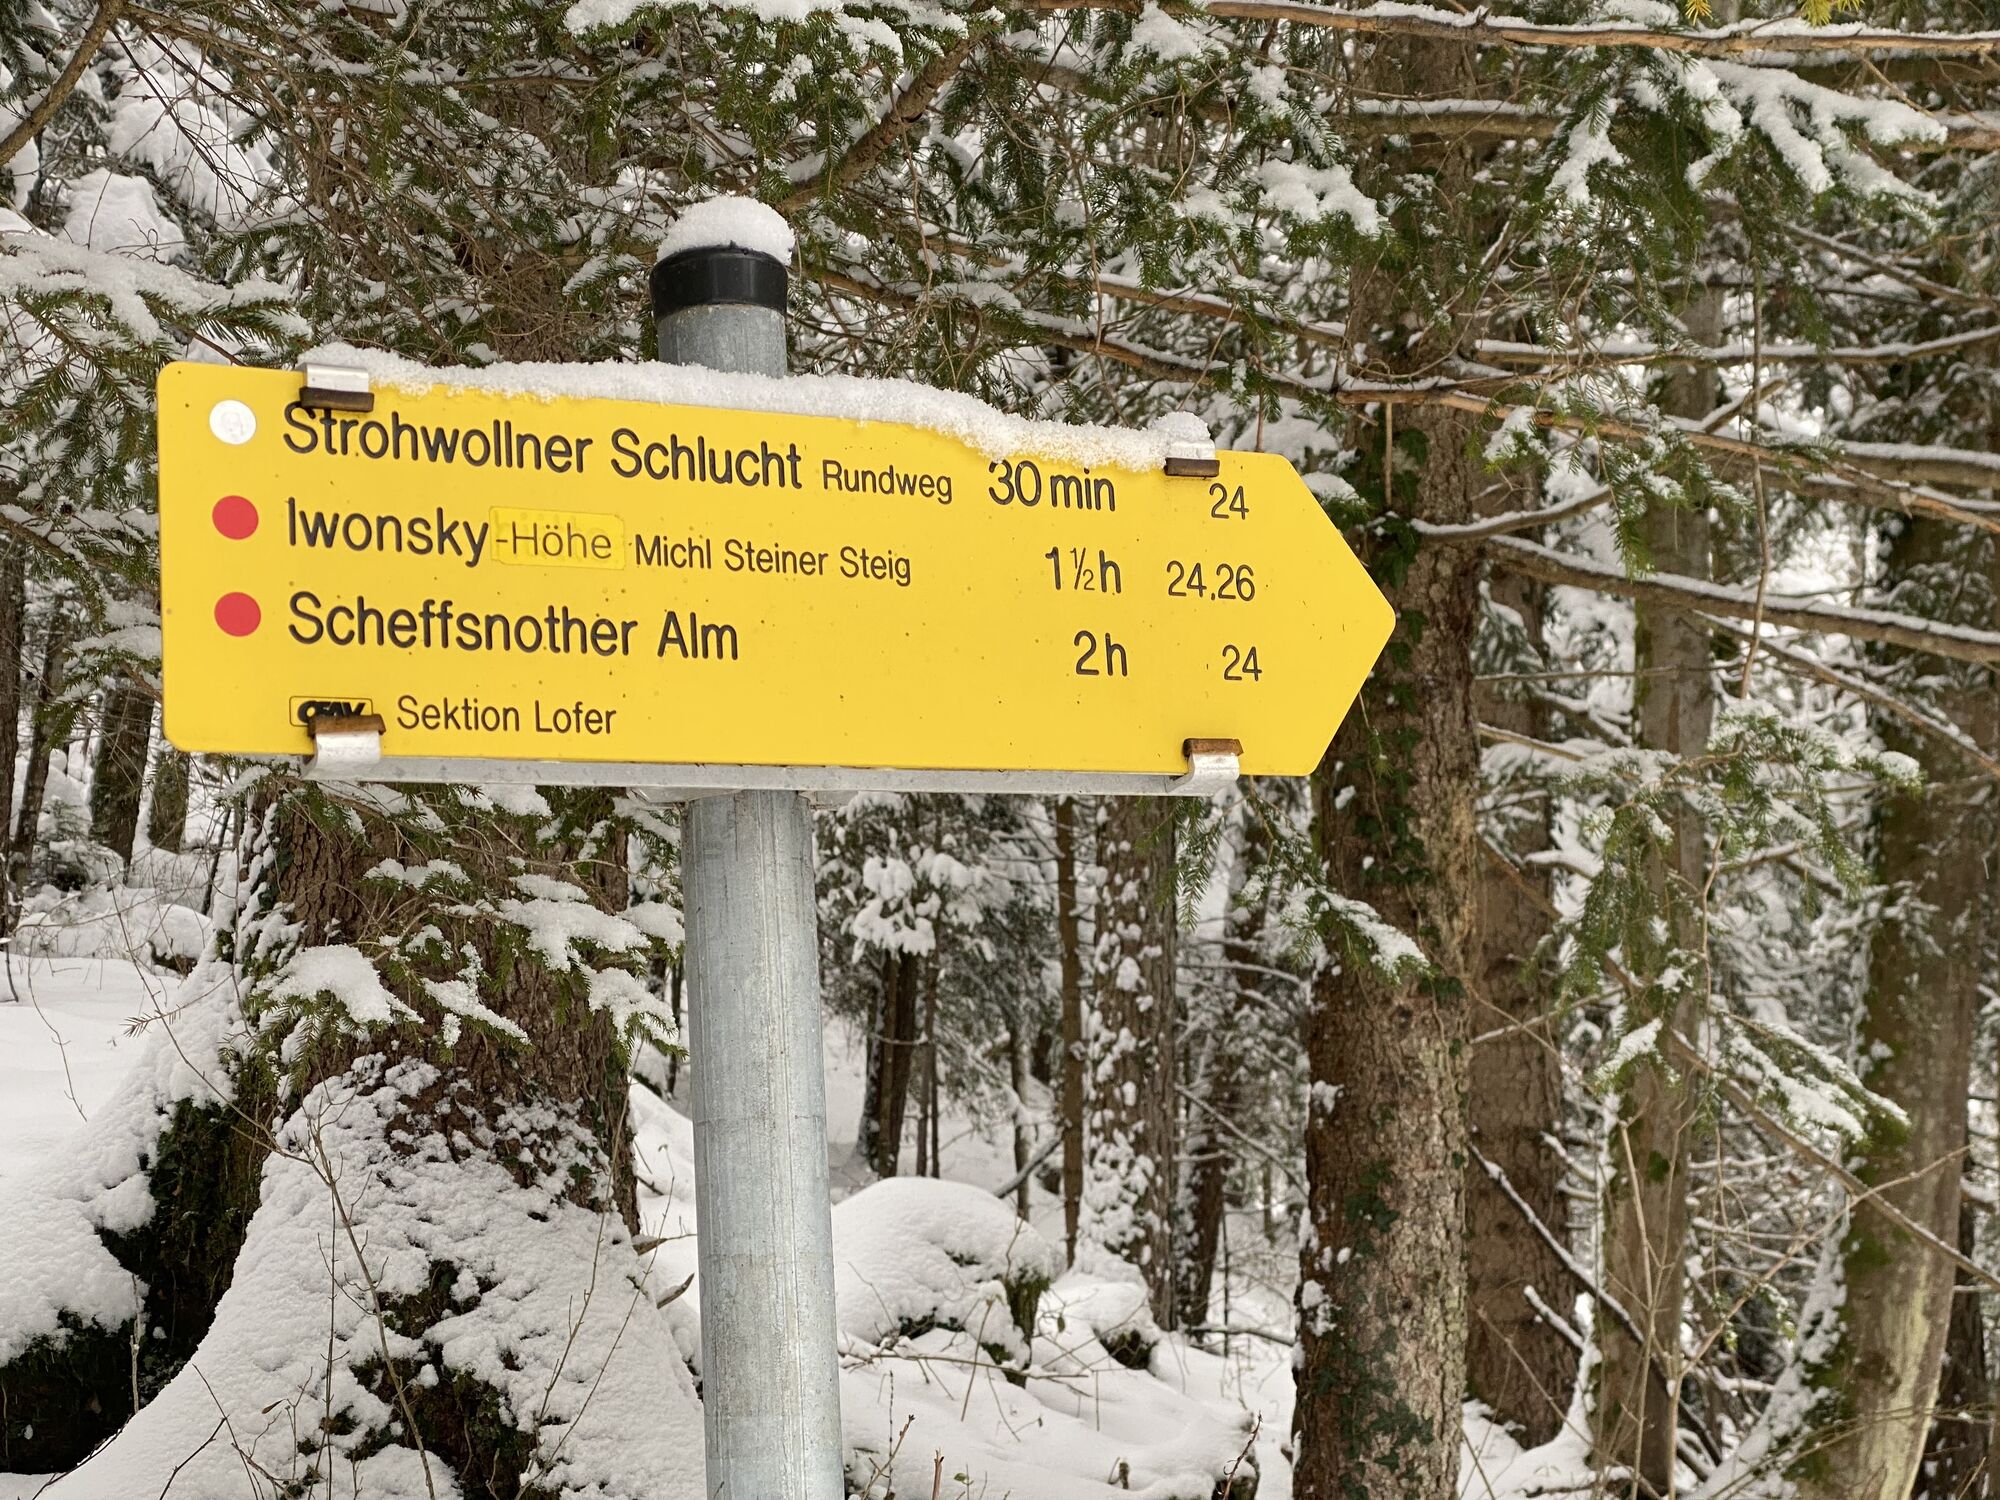 Strohwollner Schlucht Rundweg 30 min 24
Iwonsky-Höhe Michl Steiner Steig 1½h 24,26
Scheffsnother Alm 2h 24
OEAV Sektion Lofer